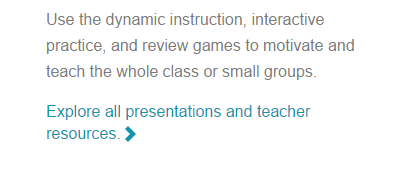 Use the dynamic instruction, interactive
practice, and review games to motivate and
teach the whole class or small groups.
Explore all presentations and teacher
resources.